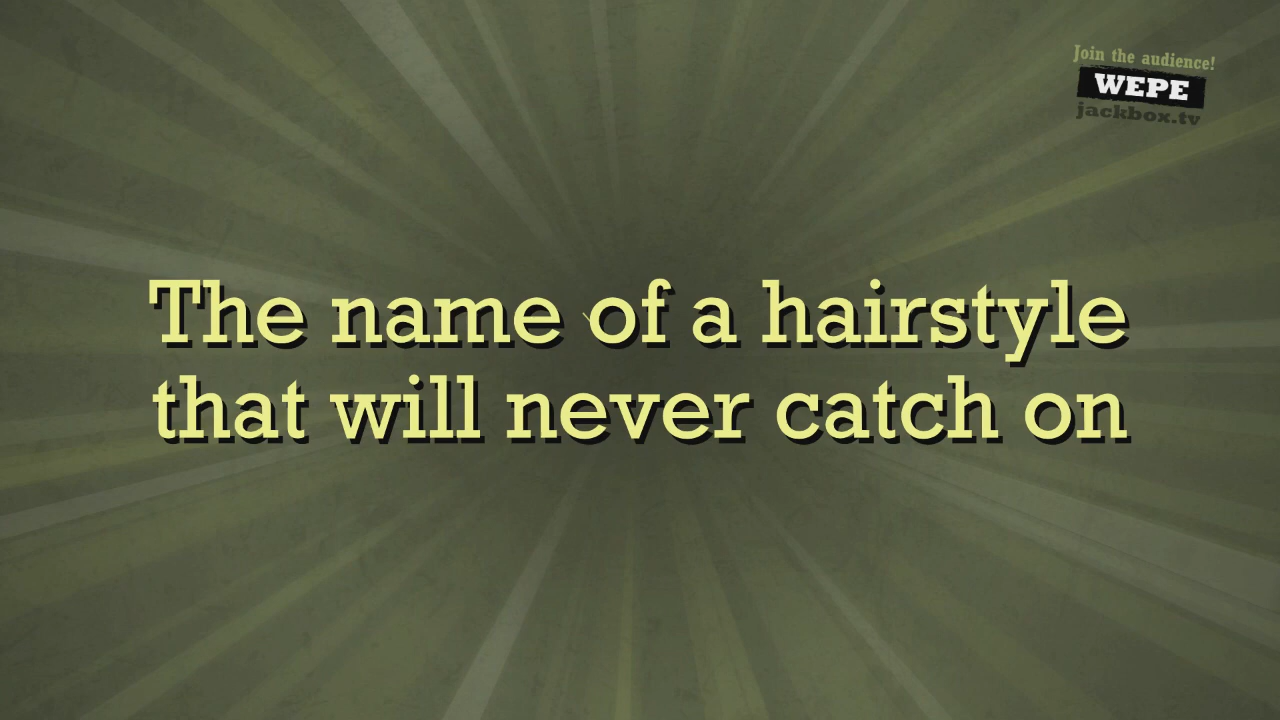 Join the audience!
WEPE
jackbox.tv
The name of a hairstyle
that will never catch on